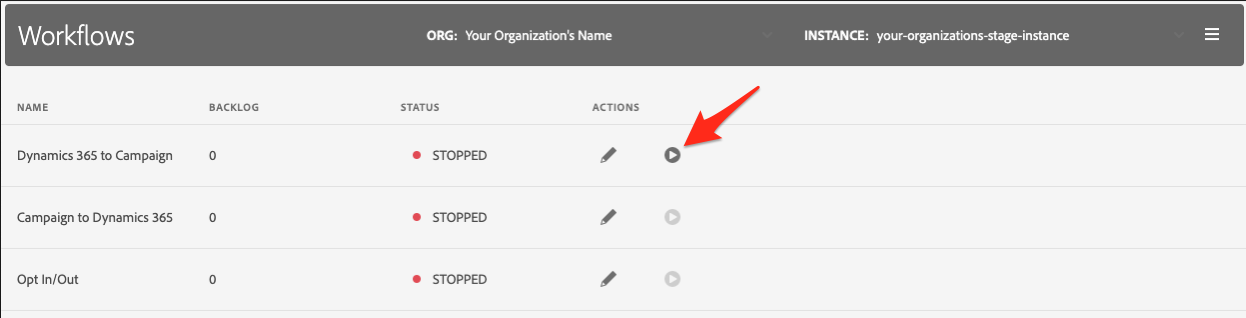 Workflows ORG: Your Organization's Name INSTANCE: your-organizations-stage-instance
NAME BACKLOG STATUS ACTIONS
Dynamics 365 to Campaign 0 STOPPED
Campaign to Dynamics 365 0 STOPPED
Opt In/Out 0 STOPPED